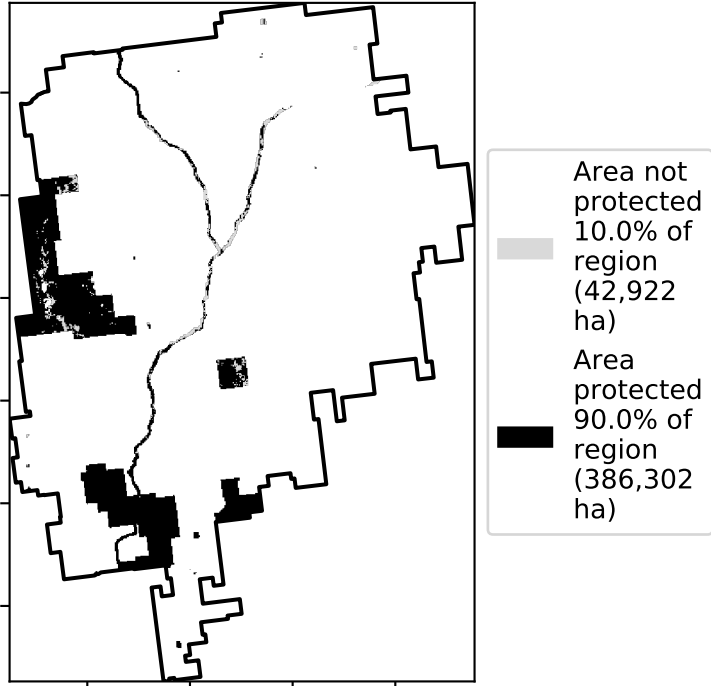 Area not
protected
10.0% of
region
(42,922
ha)
Area
protected
90.0% of
region
(386,302
ha)